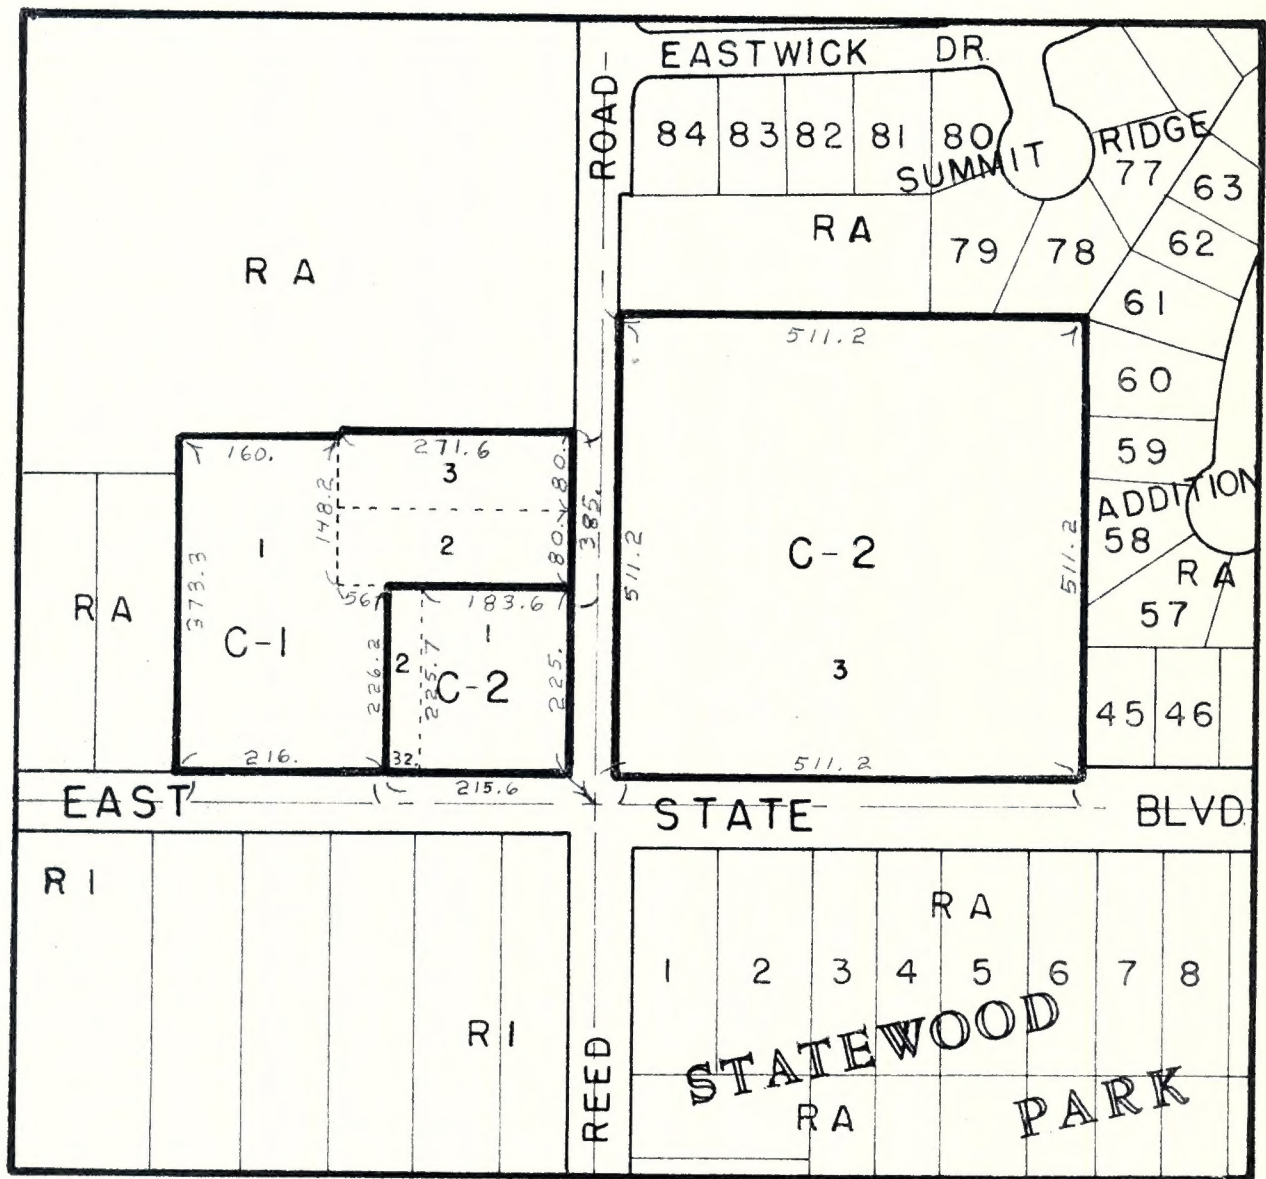 EASTWICK DR.
ROAD
84 83 82 81 80
SUMMIT RIDGE
77
63
RA
79 78
62
RA
61
511.2
60
160. 271.6 80.
3
59
148.2
385.
ADDITION
1 2 80.
58
C-2
511.2 511.2
RA
373.3
56. 183.6
RA
57
C-1
1
2 225.7 225.
226.2
C-2
3
45 46
216. 32. 511.2
215.6
EAST STATE BLVD.
R1
RA
1 2 3 4 5 6 7 8
R1
STATEWOOD
REED
PARK
RA